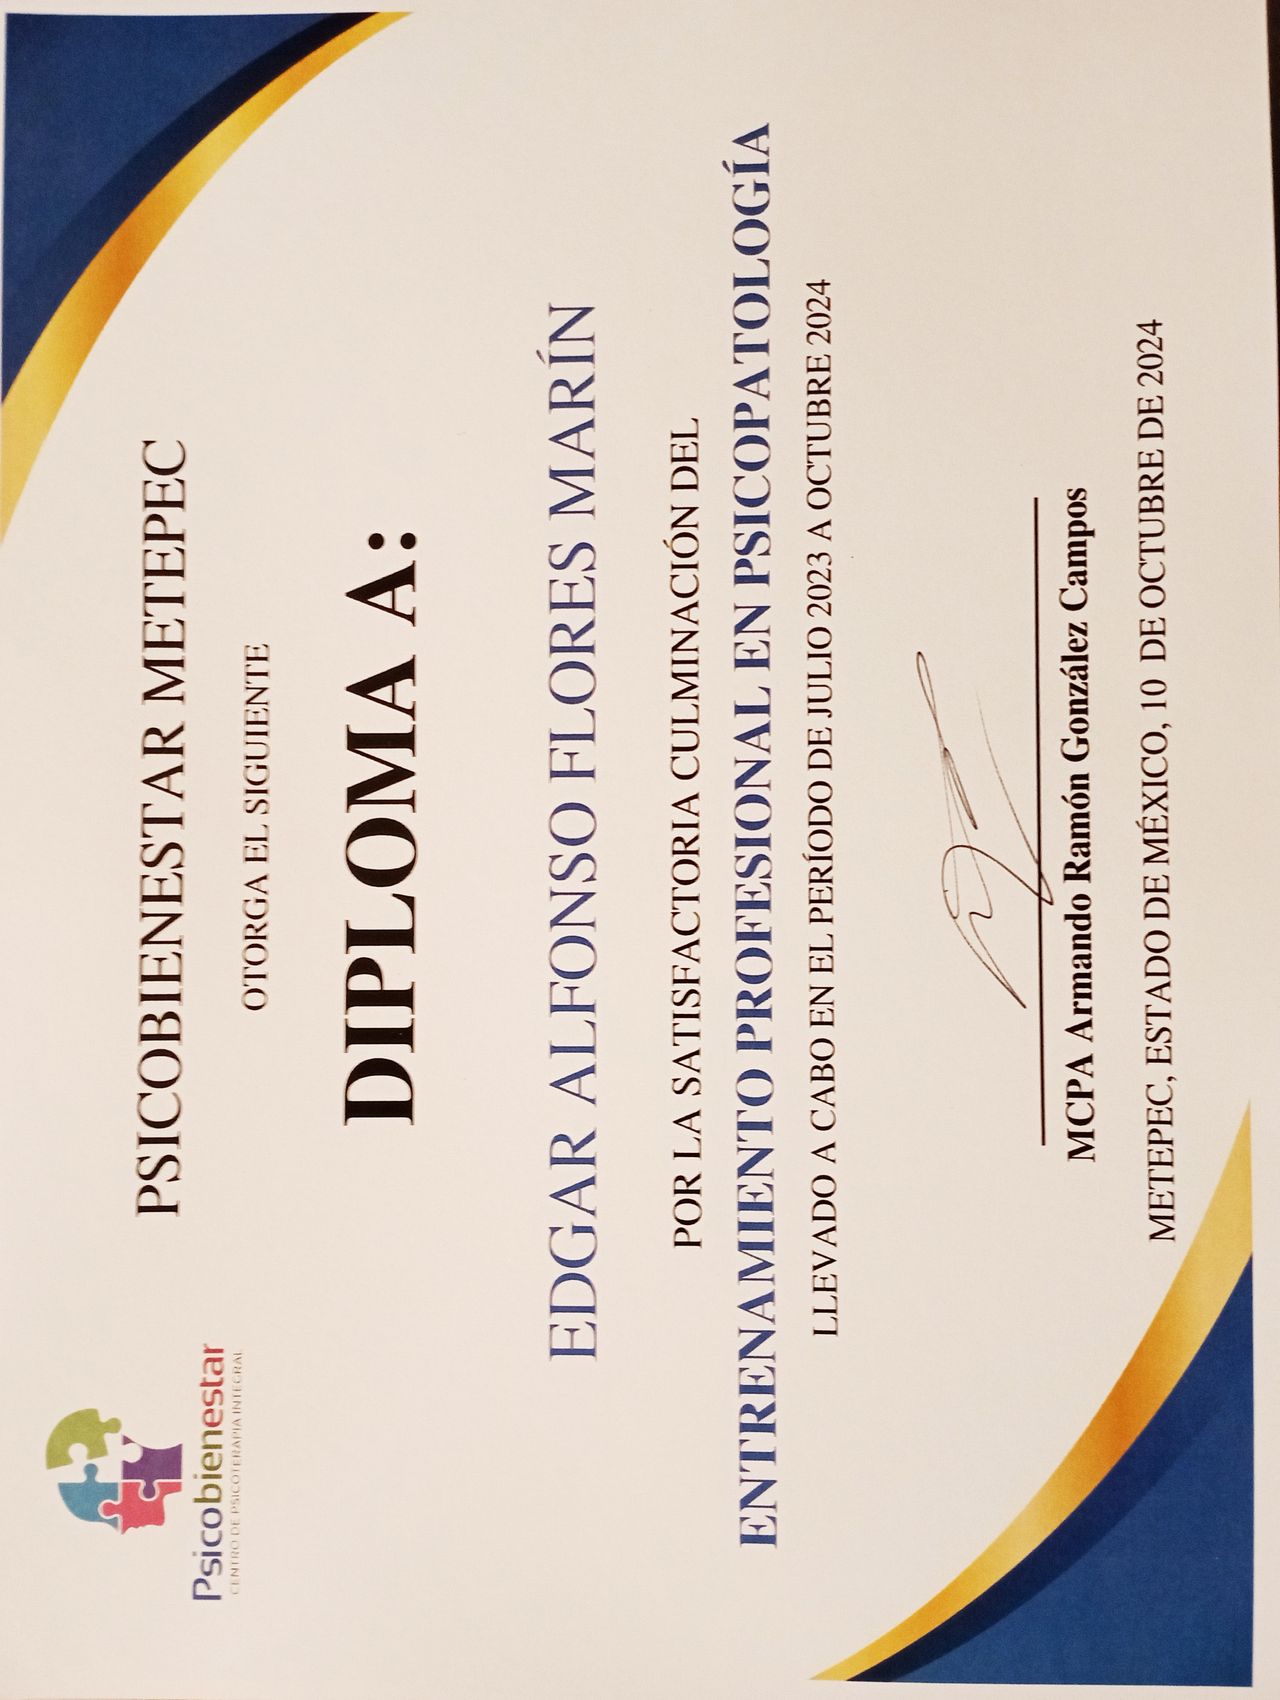 Psicobienestar
CENTRO DE PSICOTERAPIA INTEGRAL
PSICOBIENESTAR METEPEC
OTORGA EL SIGUIENTE
DIPLOMA A:
EDGAR ALFONSO FLORES MARÍN
POR LA SATISFACTORIA CULMINACIÓN DEL
ENTRENAMIENTO PROFESIONAL EN PSICOPATOLOGÍA
LLEVADO A CABO EN EL PERÍODO DE JULIO 2023 A OCTUBRE 2024
MCPA Armando Ramón González Campos
METEPEC, ESTADO DE MÉXICO, 10 DE OCTUBRE DE 2024